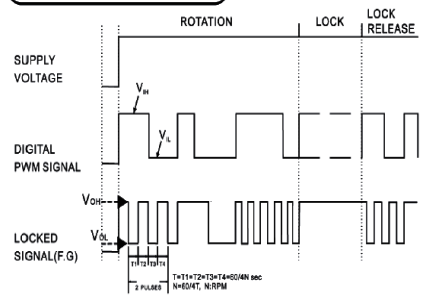 ROTATION
LOCK
LOCK
RELEASE
SUPPLY
VOLTAGE
VIH
VIL
DIGITAL
PWM SIGNAL
VOH
VOL
LOCKED
SIGNAL(F.G)
T1 T2 T3 T4
2 PULSES
T=T1=T2=T3=T4=60/4N sec
N=60/4T, N:RPM